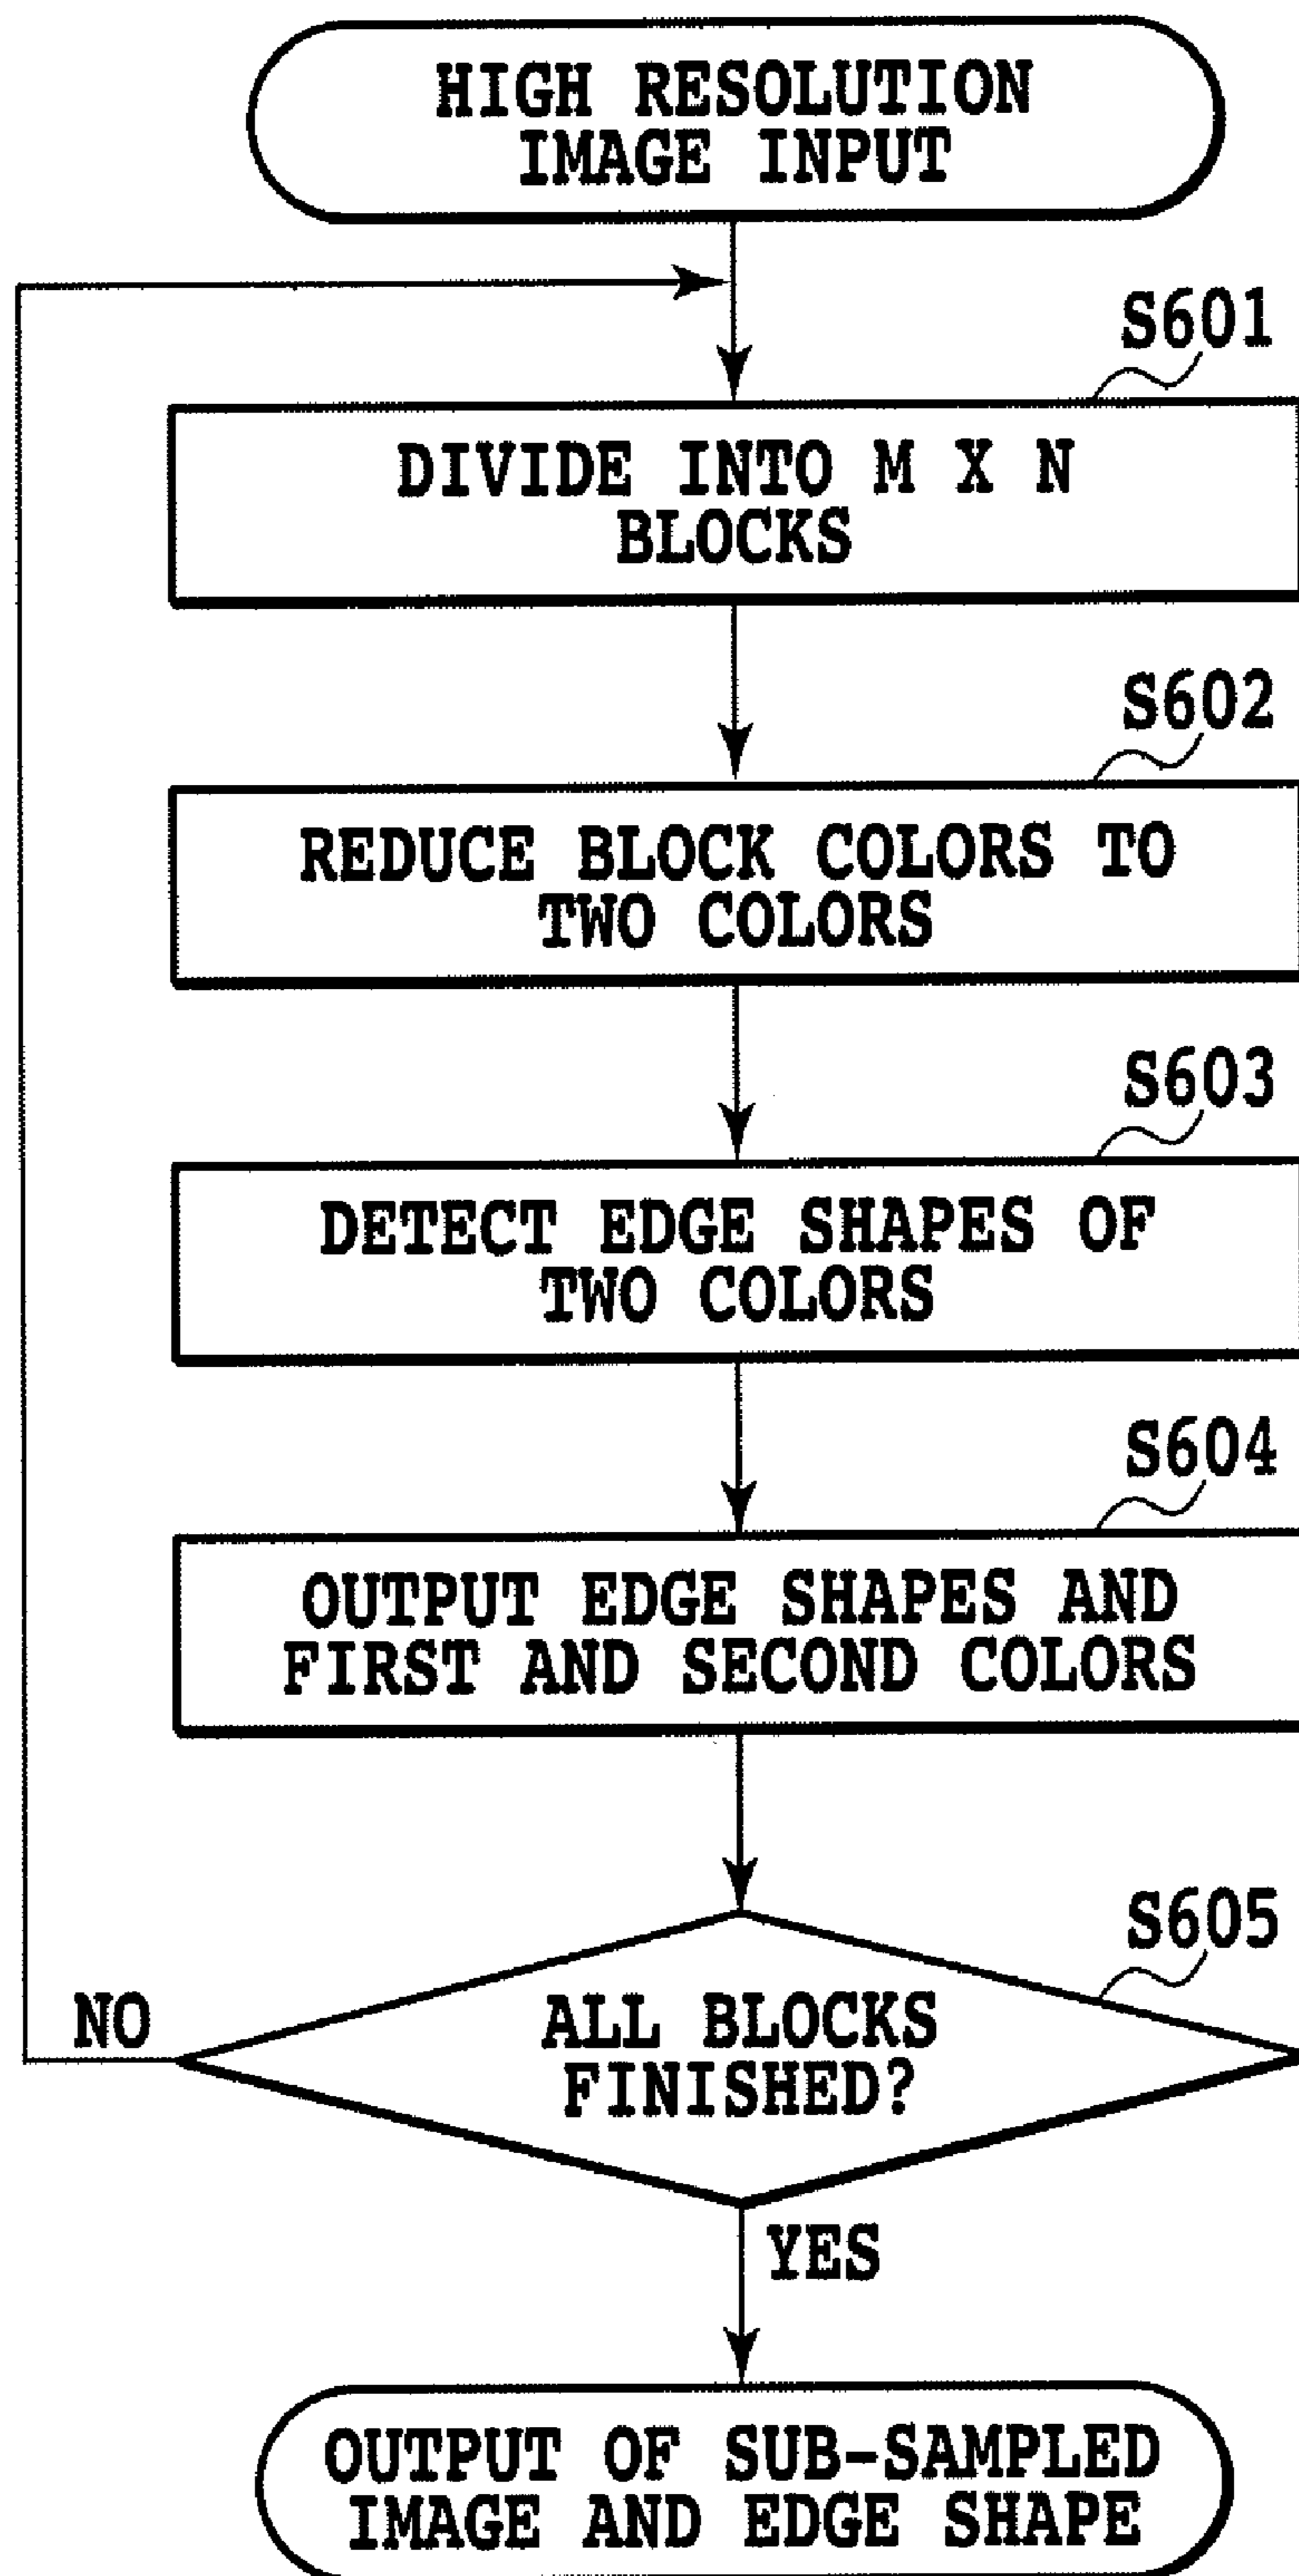 HIGH RESOLUTION
IMAGE INPUT
S601
DIVIDE INTO M X N
BLOCKS
S602
REDUCE BLOCK COLORS TO
TWO COLORS
S603
DETECT EDGE SHAPES OF
TWO COLORS
S604
OUTPUT EDGE SHAPES AND
FIRST AND SECOND COLORS
S605
NO
ALL BLOCKS
FINISHED?
YES
OUTPUT OF SUB-SAMPLED
IMAGE AND EDGE SHAPE